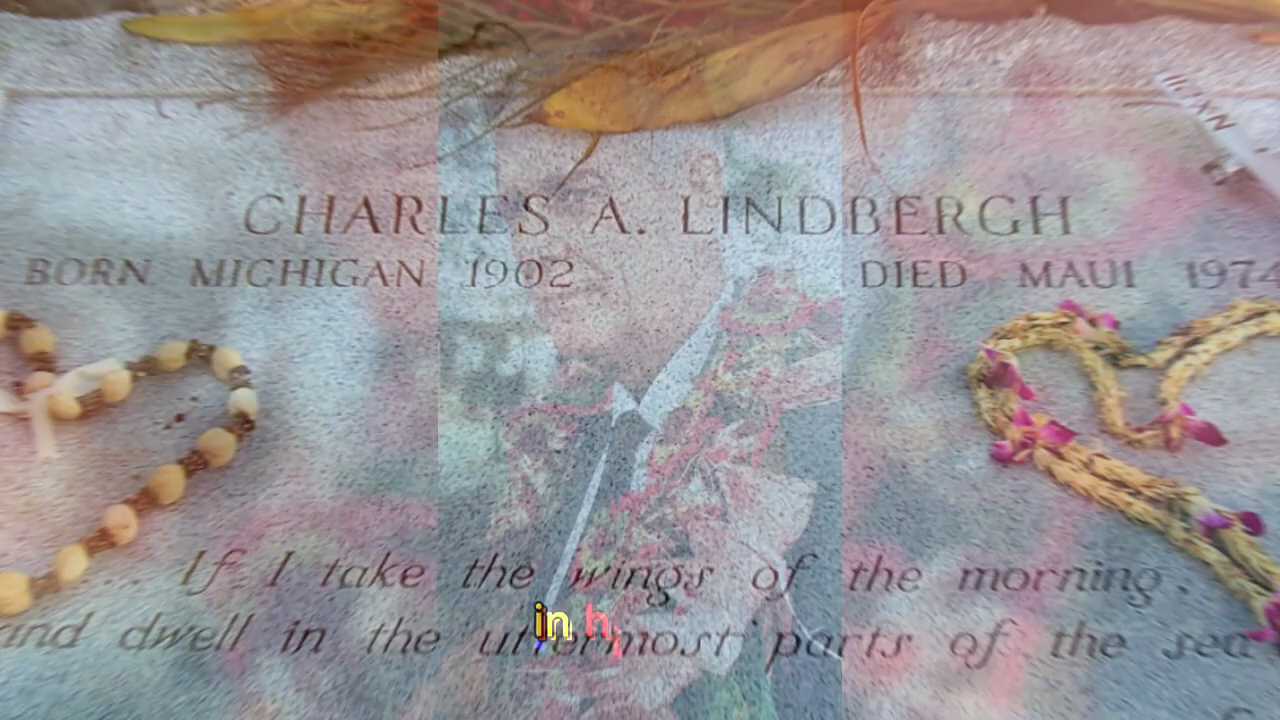 CHARLES A. LINDBERGH
BORN MICHIGAN 1902 DIED MAUI 1974
... If I take the wings of the morning,
and dwell in the uttermost parts of the sea
in h